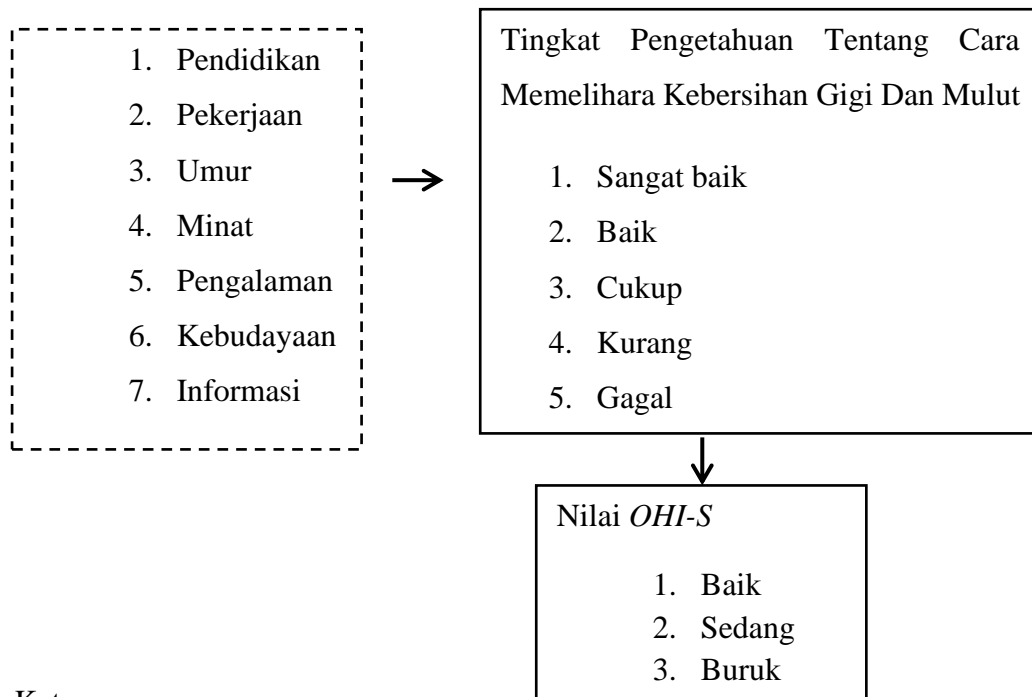 1. Pendidikan
2. Pekerjaan
3. Umur
4. Minat
5. Pengalaman
6. Kebudayaan
7. Informasi
Tingkat Pengetahuan Tentang Cara
Memelihara Kebersihan Gigi Dan Mulut
1. Sangat baik
2. Baik
3. Cukup
4. Kurang
5. Gagal
Nilai OHI-S
1. Baik
2. Sedang
3. Buruk